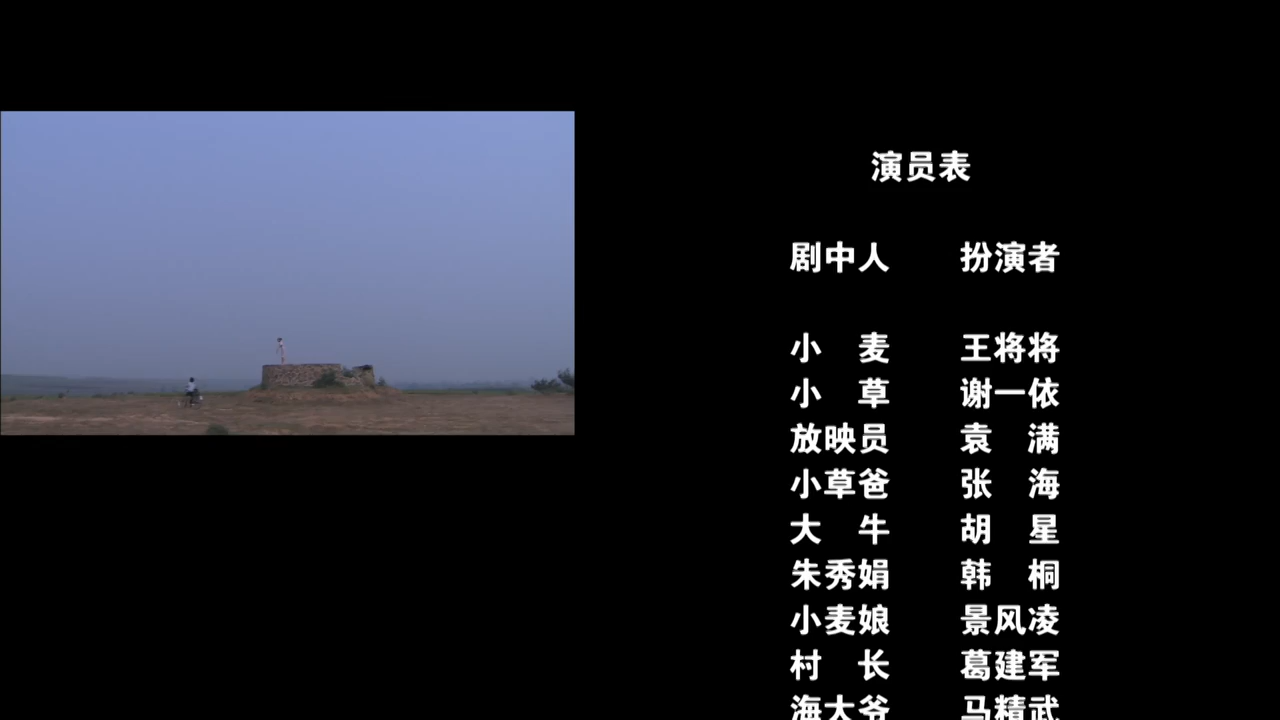 演员表
剧中人 扮演者
小 麦 王将将
小 草 谢一依
放映员 袁 满
小草爸 张 海
大 牛 胡 星
朱秀娟 韩 桐
小麦娘 景风凌
村 长 葛建军
海大爷 马精武